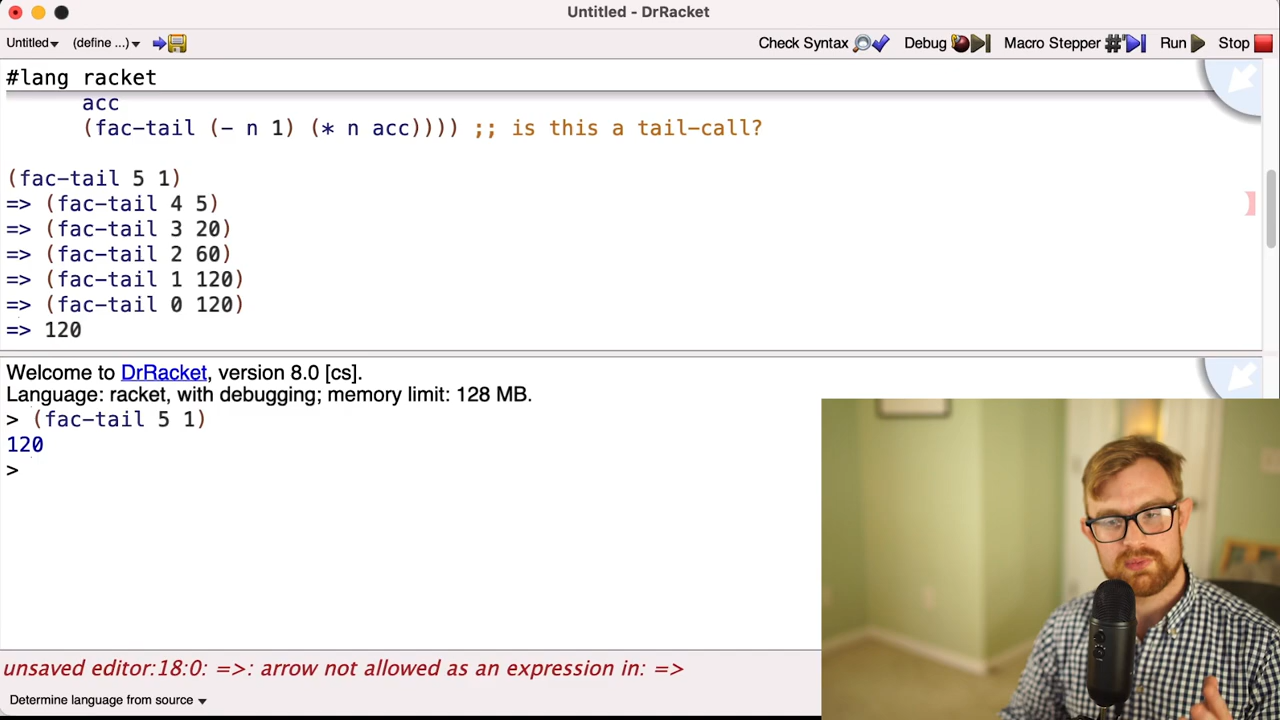 Untitled - DrRacket
Untitled (define ...) Check Syntax Debug Macro Stepper Run Stop
#lang racket
acc
(fac-tail (- n 1) (* n acc)))) ;; is this a tail-call?
(fac-tail 5 1)
=> (fac-tail 4 5)
=> (fac-tail 3 20)
=> (fac-tail 2 60)
=> (fac-tail 1 120)
=> (fac-tail 0 120)
=> 120
Welcome to DrRacket, version 8.0 [cs].
Language: racket, with debugging; memory limit: 128 MB.
> (fac-tail 5 1)
120
>
unsaved editor:18:0: =>: arrow not allowed as an expression in: =>
Determine language from source